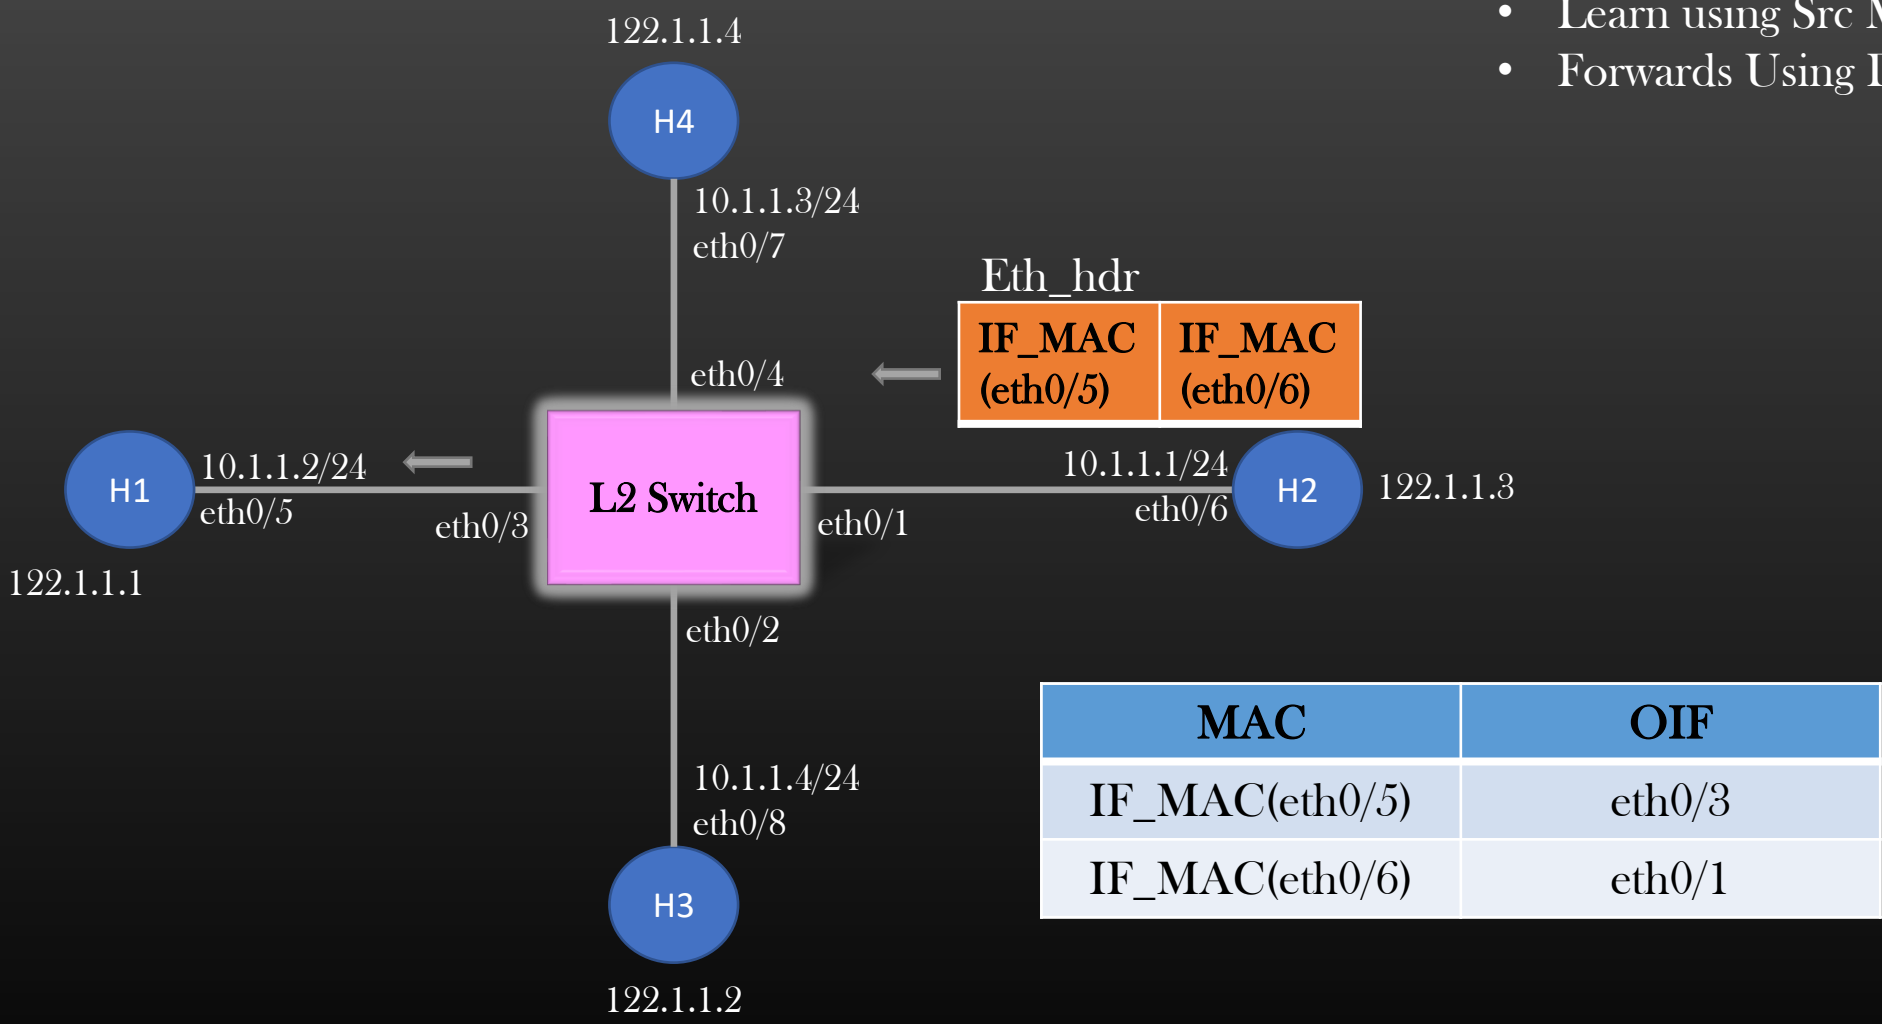 • Learn using Src
• Forwards Using
122.1.1.4
H4
10.1.1.3/24
eth0/7
Eth_hdr
IF_MAC (eth0/5)
IF_MAC (eth0/6)
eth0/4
H1
10.1.1.2/24
eth0/5
eth0/3
L2 Switch
eth0/1
10.1.1.1/24
eth0/6
H2
122.1.1.3
122.1.1.1
eth0/2
10.1.1.4/24
eth0/8
H3
122.1.1.2
MAC OIF
IF_MAC(eth0/5) eth0/3
IF_MAC(eth0/6) eth0/1